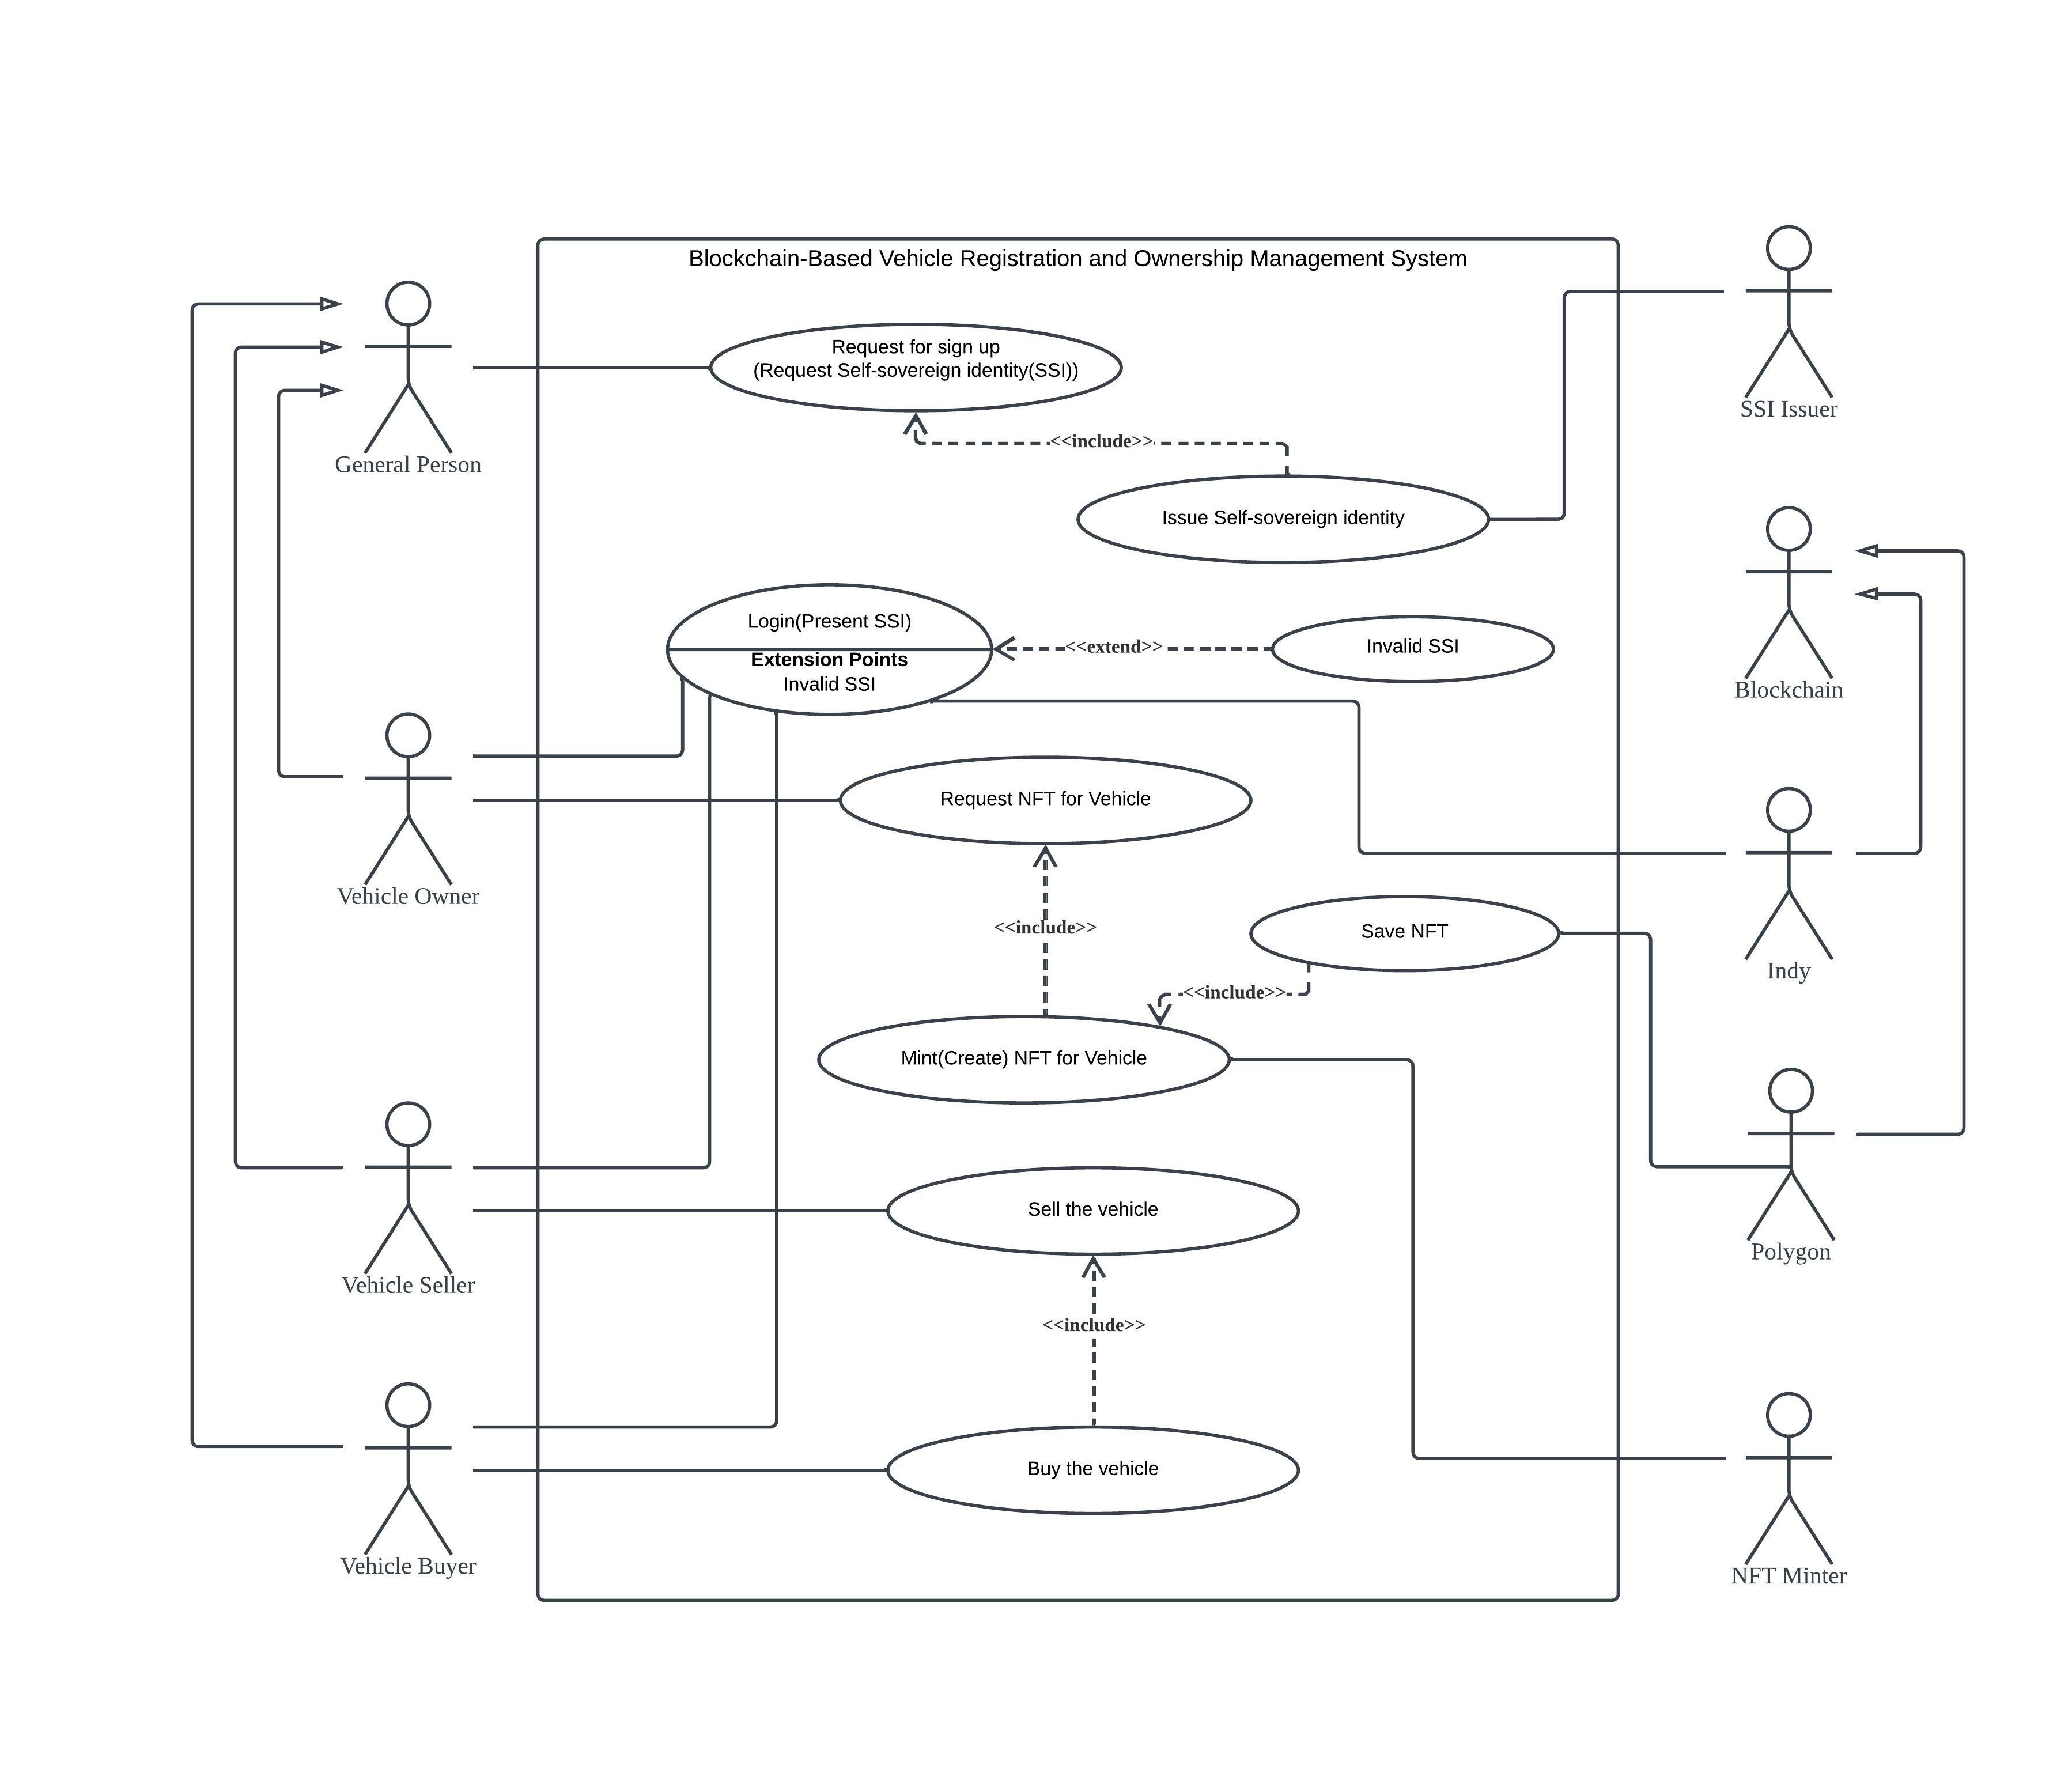 Blockchain-Based Vehicle Registration and Ownership Management System
Request for sign up
(Request Self-sovereign identity(SSI))
SSI Issuer
<<include>>
General Person
Issue Self-sovereign identity
Login(Present SSI)
Extension Points
Invalid SSI
<<extend>>
Invalid SSI
Blockchain
Request NFT for Vehicle
Vehicle Owner
<<include>>
Save NFT
Indy
<<include>>
Mint(Create) NFT for Vehicle
Sell the vehicle
Polygon
Vehicle Seller
<<include>>
Buy the vehicle
Vehicle Buyer
NFT Minter